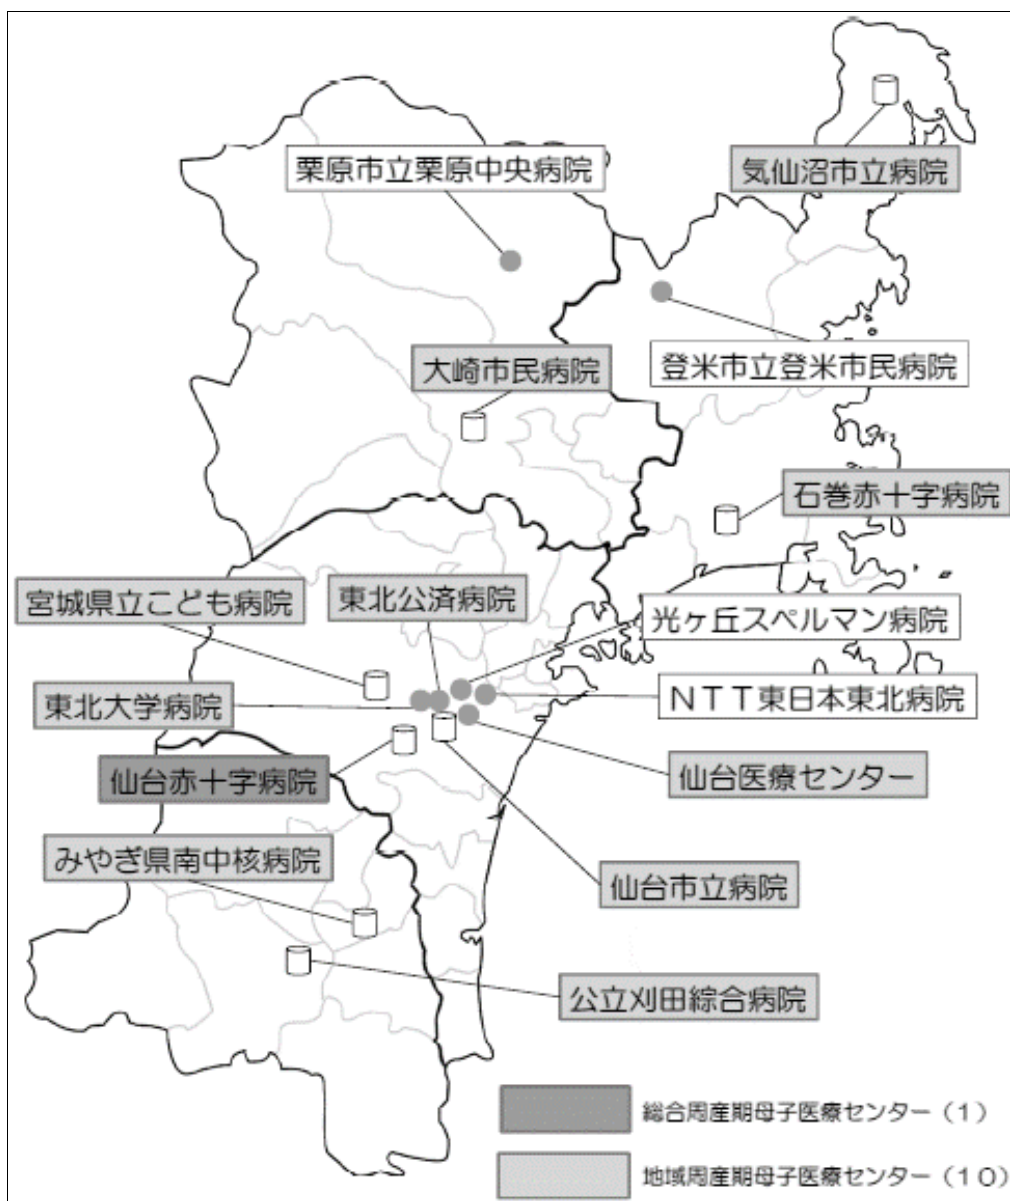 栗原市立栗原中央病院
気仙沼市立病院
大崎市民病院
登米市立登米市民病院
石巻赤十字病院
宮城県立こども病院
東北公済病院
光ヶ丘スペルマン病院
東北大学病院
NTT東日本東北病院
仙台赤十字病院
仙台医療センター
みやぎ県南中核病院
仙台市立病院
公立刈田綜合病院
総合周産期母子医療センター（1）
地域周産期母子医療センター（10）